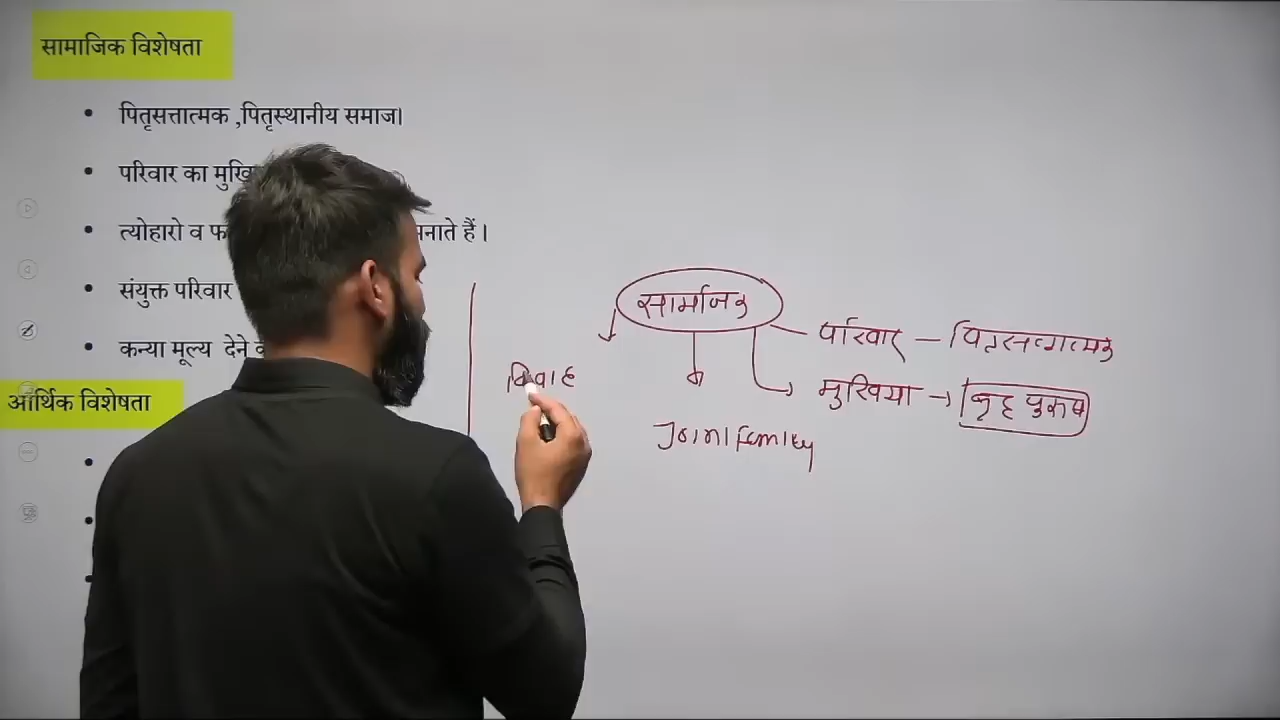 सामाजिक विशेषता
• पितृसत्तात्मक ,पितृस्थानीय समाज।
• परिवार का मुखि
• त्योहारो व फ नाते हैं।
• संयुक्त परिवार
• कन्या मूल्य देने
आर्थिक विशेषता
सामाजिक
परिवार – पितृसत्तात्मक
विवाह
मुखिया → वृह पुरुष
Joint family